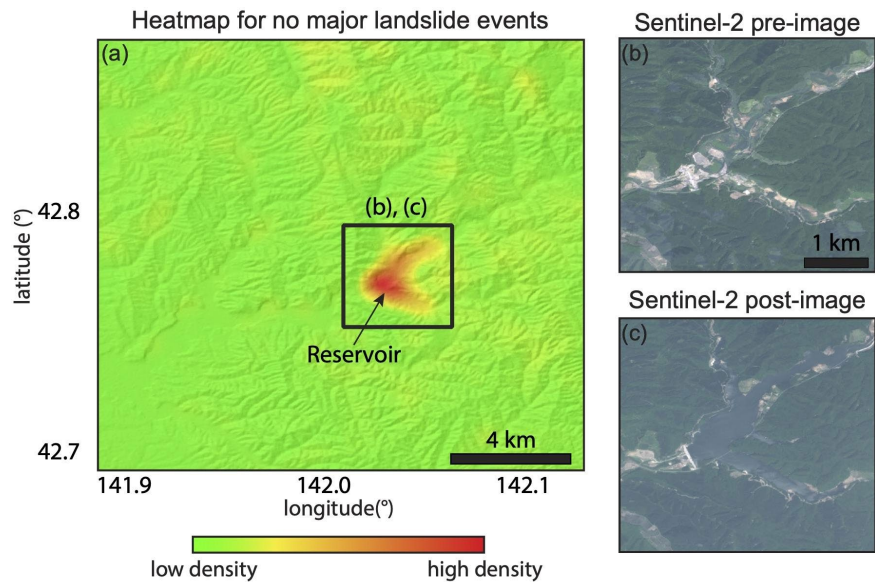 Heatmap for no major landslide events
(a)
(b), (c)
Reservoir
4 km
42.8
42.7
latitude (°)
141.9 142.0 142.1
longitude(°)
low density high density
Sentinel-2 pre-image
(b)
1 km
Sentinel-2 post-image
(c)